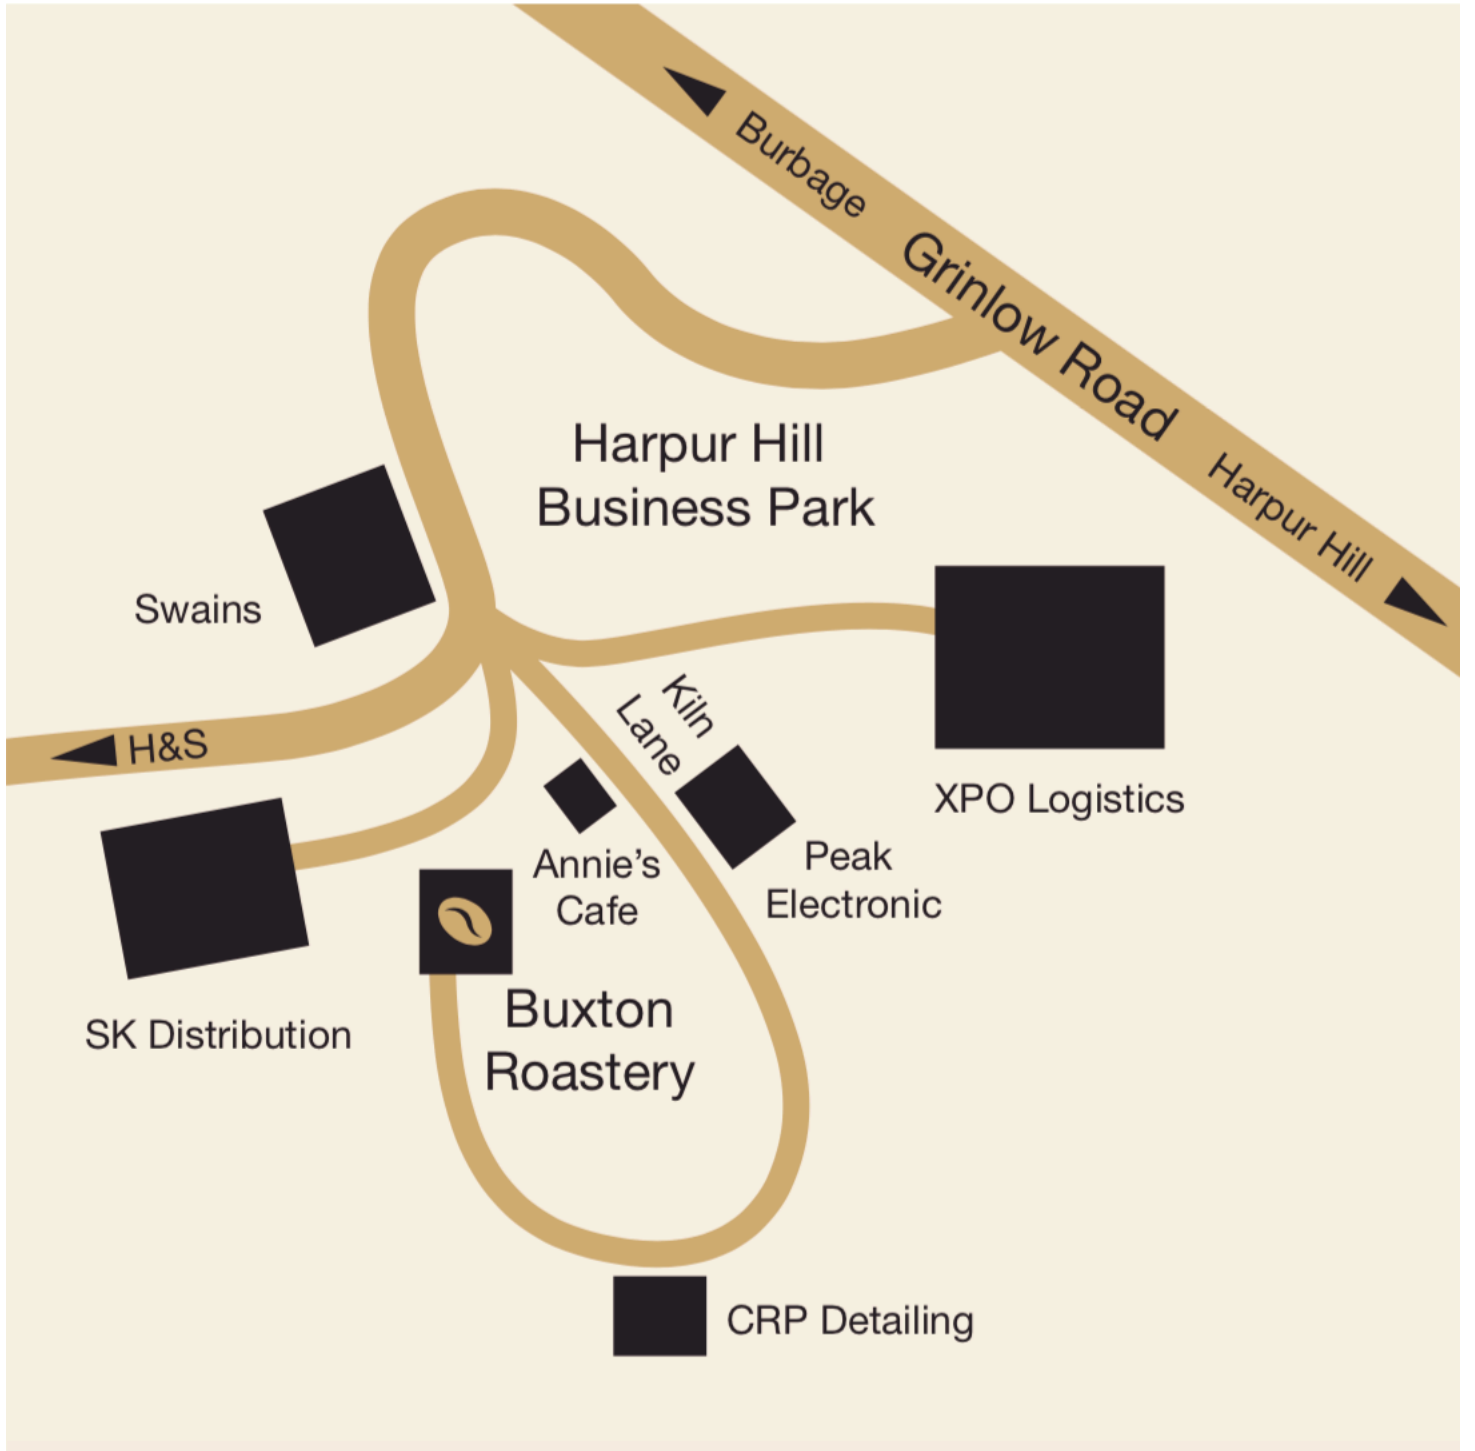 Burbage
Grinlow Road
Harpur Hill
Harpur Hill
Business Park
Swains
Kiln
Lane
H&S
XPO Logistics
Annie's
Cafe
Peak
Electronic
Buxton
Roastery
SK Distribution
CRP Detailing